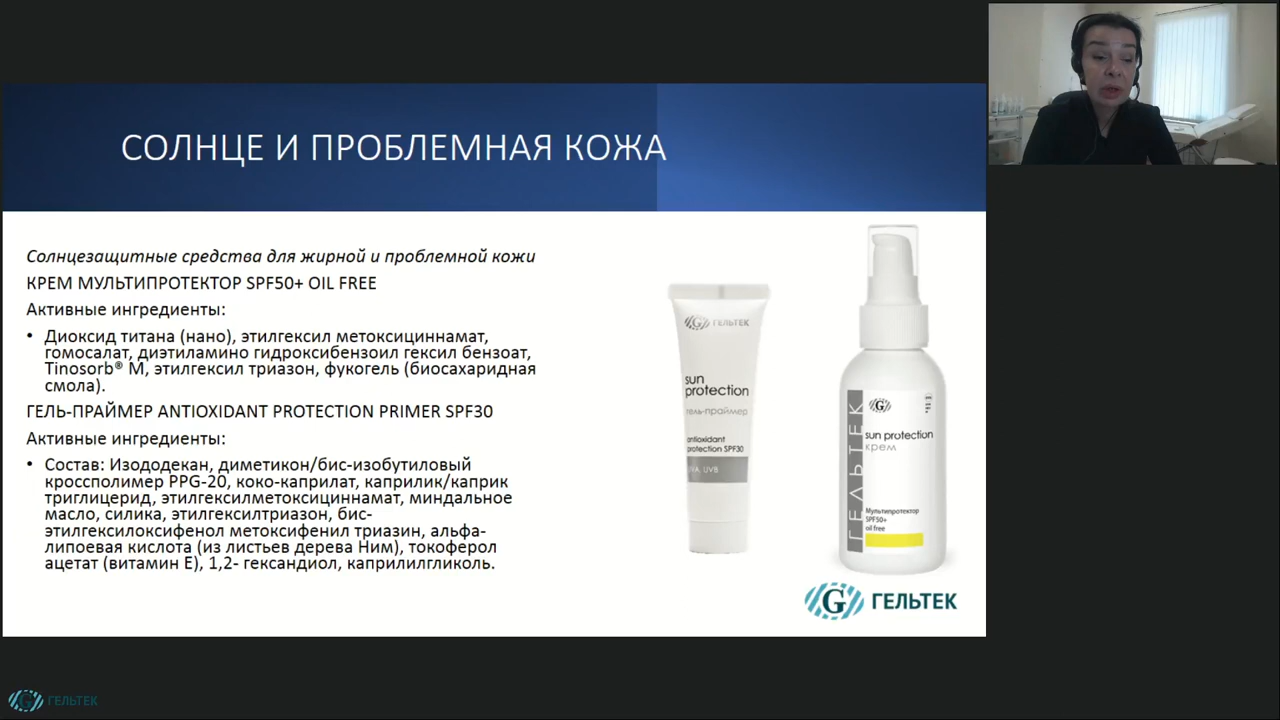 СОЛНЦЕ И ПРОБЛЕМНАЯ КОЖА
Солнцезащитные средства для жирной и проблемной кожи
КРЕМ МУЛЬТИПРОТЕКТОР SPF50+ OIL FREE
Активные ингредиенты:
• Диоксид титана (нано), этилгексил метоксициннамат,
гомосалат, диэтиламино гидроксибензоил гексил бензоат,
Tinosorb® M, этилгексил триазон, фукогель (биосахаридная
смола).
ГЕЛЬ-ПРАЙМЕР ANTIOXIDANT PROTECTION PRIMER SPF30
Активные ингредиенты:
• Состав: Изододекан, диметикон/бис-изобутиловый
кроссполимер PPG-20, коко-каприлат, каприлик/каприк
триглицерид, этилгексилметоксициннамат, миндальное
масло, силика, этилгексилтриазон, бис-
этилгексилоксифенол метоксифенил триазин, альфа-
липоевая кислота (из листьев дерева Ним), токоферол
ацетат (витамин Е), 1,2- гександиол, каприлилгликоль.
ГЕЛЬТЕК
sun
protection
гель-праймер
antioxidant
protection SPF30
UVA, UVB
ГЕЛЬТЕК
G
sun protection
крем
Мультипротектор
SPF50+
oil free
G ГЕЛЬТЕК
G ГЕЛЬТЕК